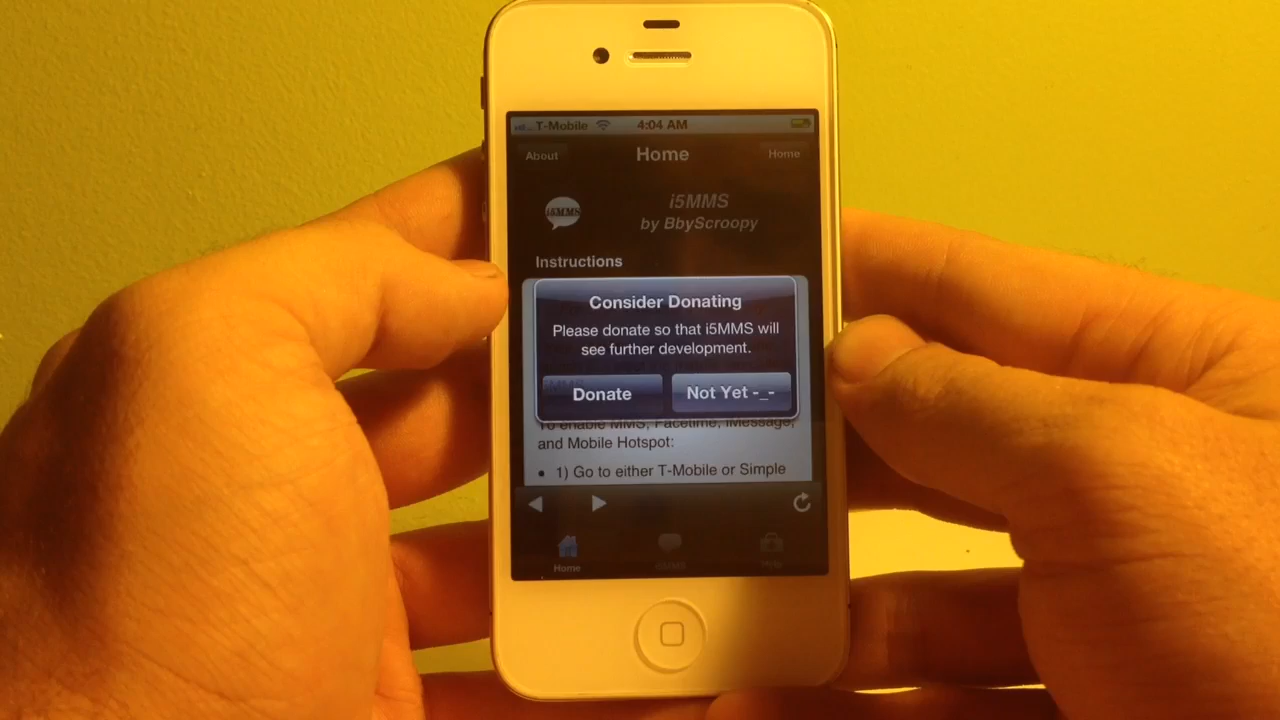 T-Mobile 4:04 AM
About Home Home
i5MMS
i5MMS
by BbyScroopy
Instructions
Consider Donating
Please donate so that i5MMS will
see further development.
Donate Not Yet -_-
To enable MMS, Facetime, iMessage,
and Mobile Hotspot:
• 1) Go to either T-Mobile or Simple
Home i5MMS Help